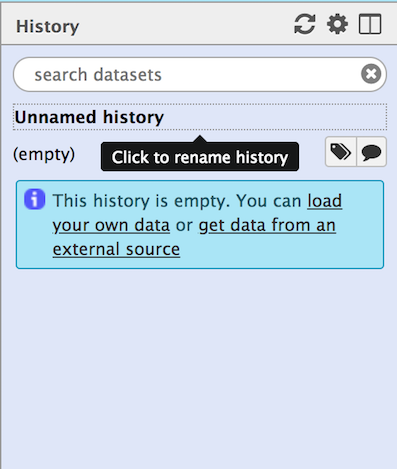 History
search datasets
Unnamed history
(empty)
Click to rename history
This history is empty. You can load
your own data or get data from an
external source